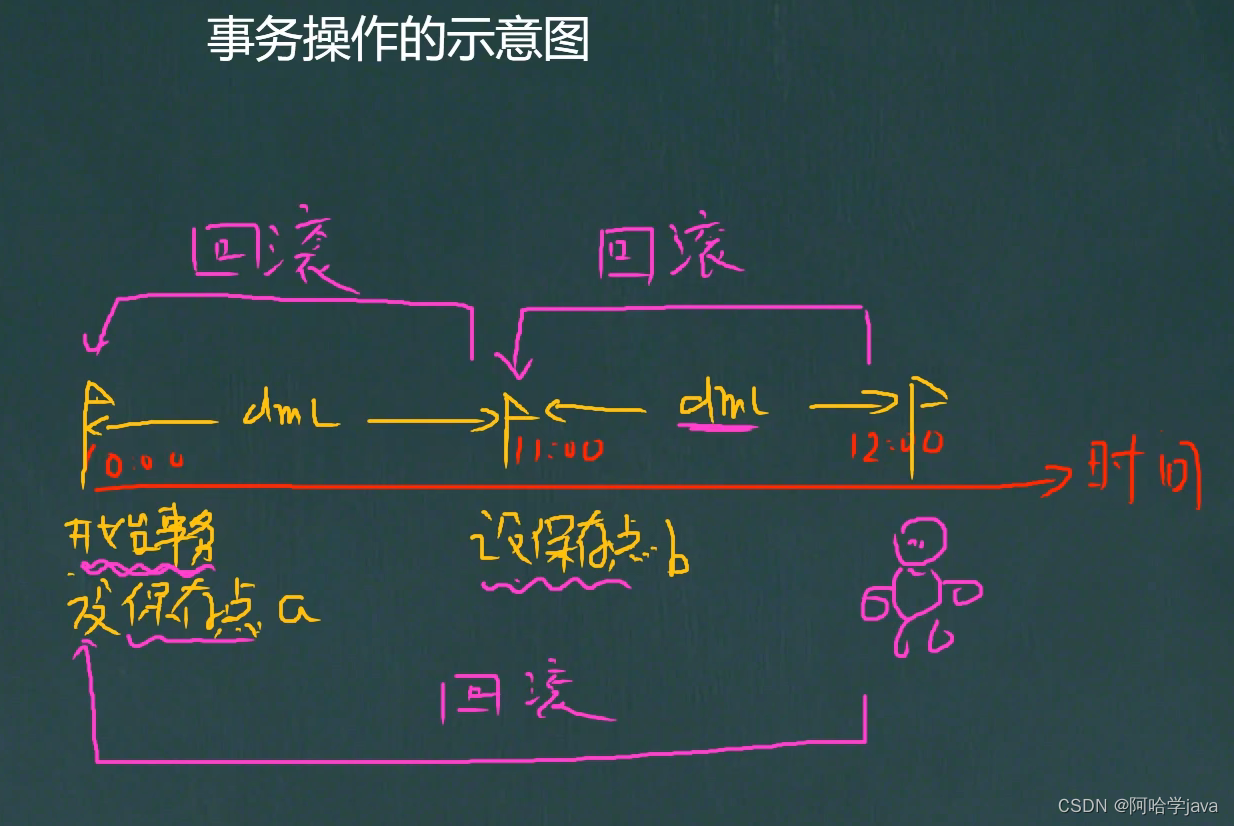 事务操作的示意图
回滚 回滚
dmL dmL
10:00 11:00 12:00 时间
开始事务 设保存点 b
设保存点 a
回滚
CSDN @阿哈学java